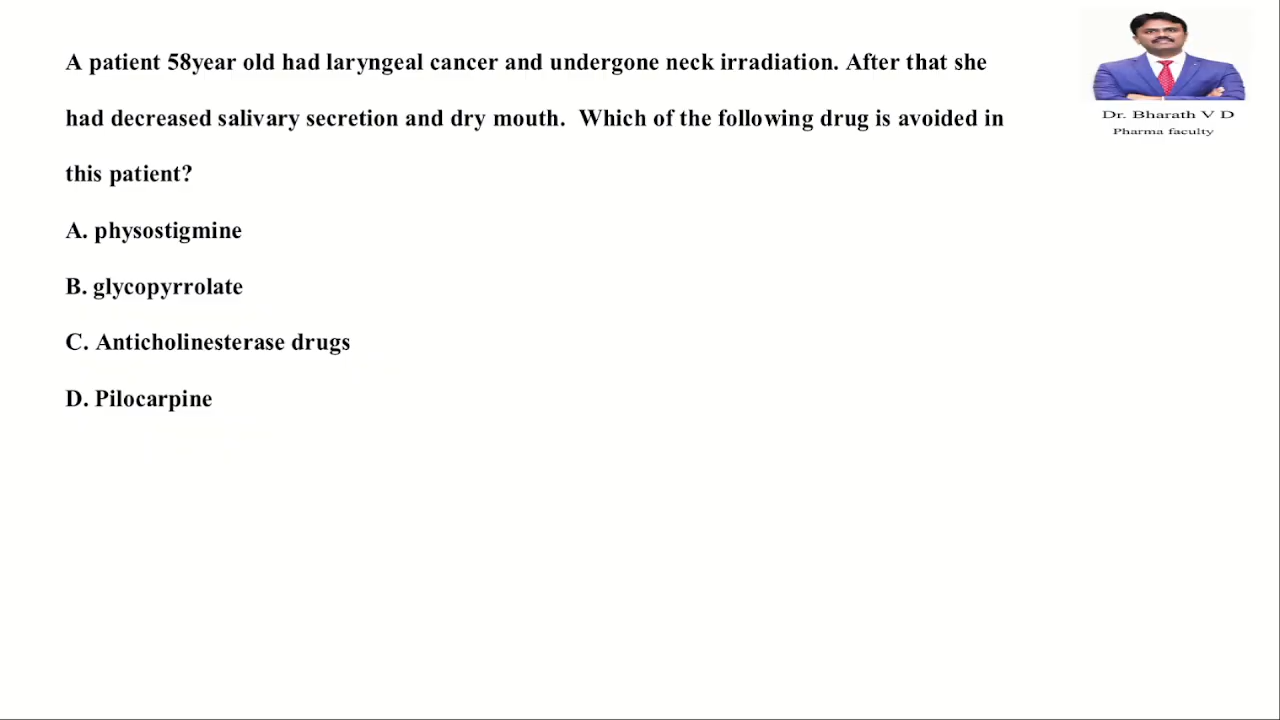 A patient 58year old had laryngeal cancer and undergone neck irradiation. After that she
had decreased salivary secretion and dry mouth.  Which of the following drug is avoided in
this patient?
A. physostigmine
B. glycopyrrolate
C. Anticholinesterase drugs
D. Pilocarpine
Dr. Bharath V D
Pharma faculty